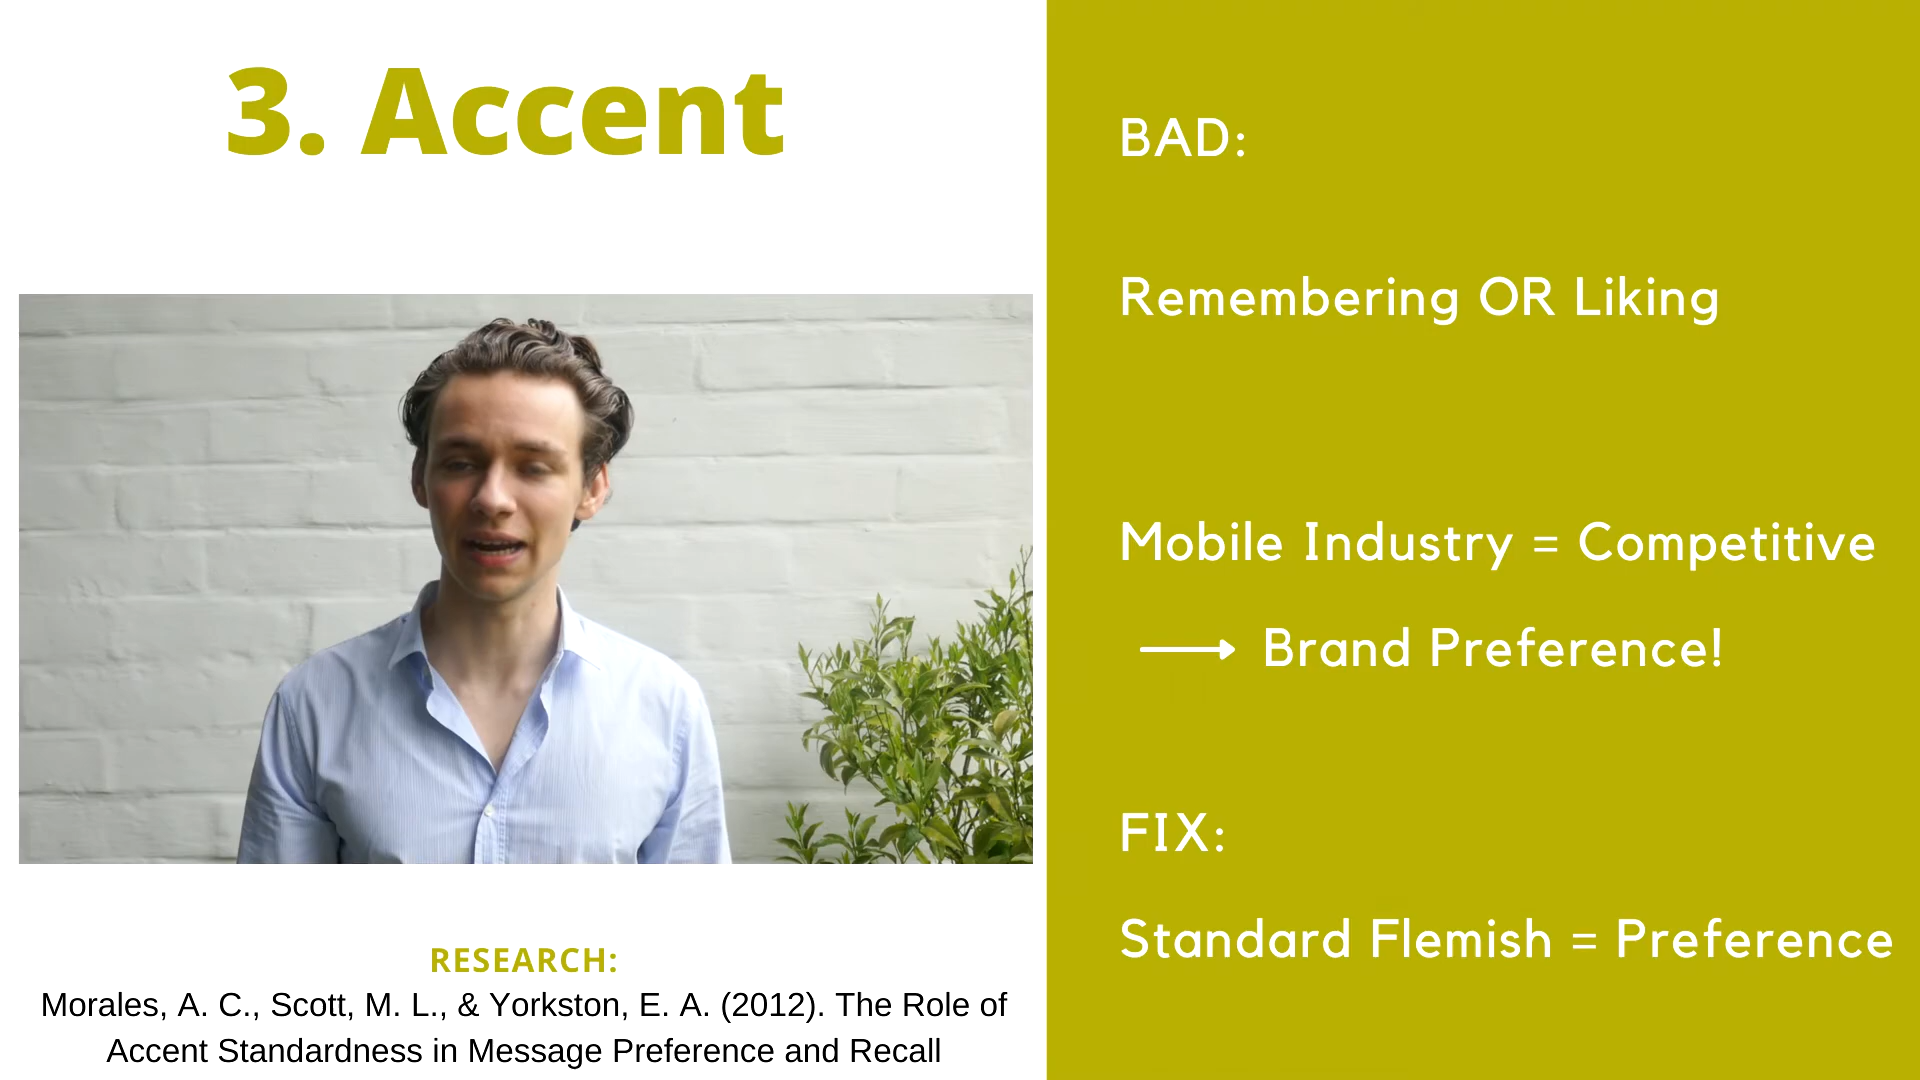 3. Accent
RESEARCH:
Morales, A. C., Scott, M. L., & Yorkston, E. A. (2012). The Role of
Accent Standardness in Message Preference and Recall
BAD:
Remembering OR Liking
Mobile Industry = Competitive
Brand Preference!
FIX:
Standard Flemish = Preference